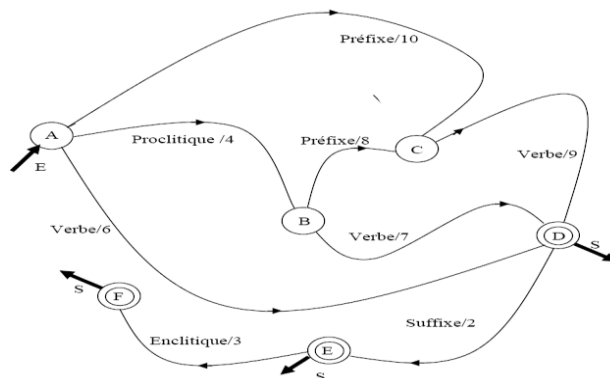 Préfixe/10
A
Proclitique /4
Préfixe/8
C
E
Verbe/9
Verbe/6
B
Verbe/7
D
S
S
F
Suffixe/2
Enclitique/3
E
S